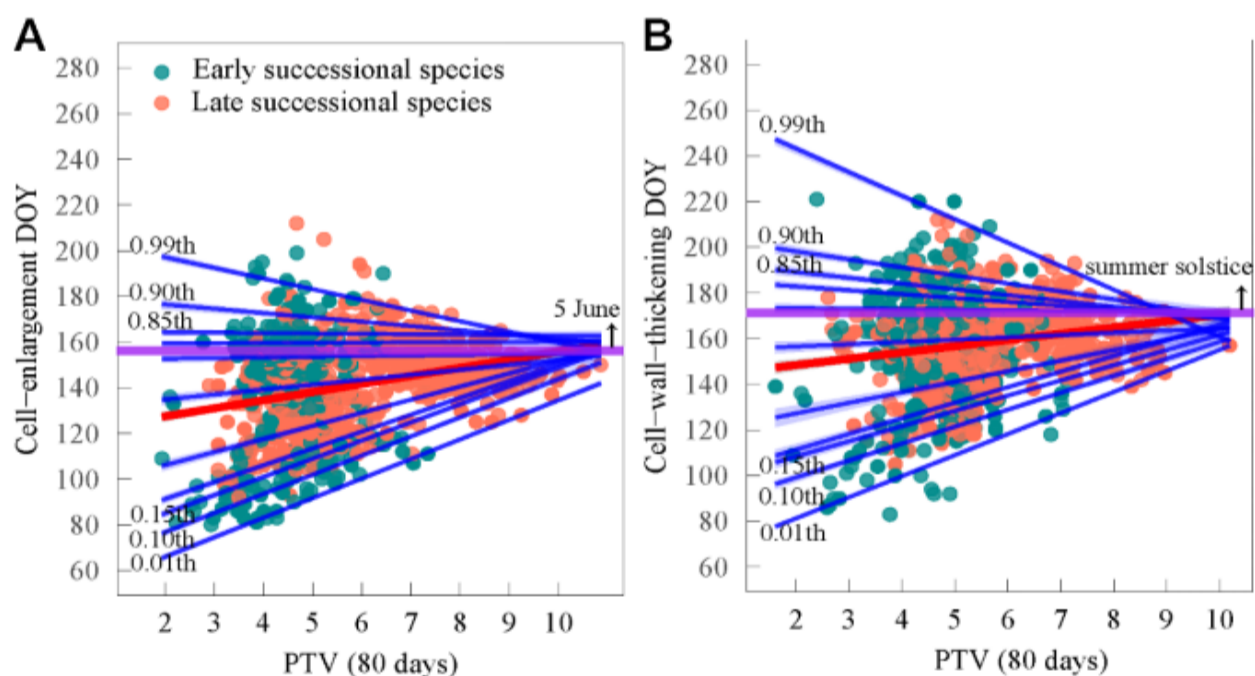 A
280
260
240
220
200
180
160
140
120
100
80
60
Cell-enlargement DOY
Early successional species
Late successional species
0.99th
0.90th
0.85th
5 June
0.15th
0.10th
0.01th
2 3 4 5 6 7 8 9 10
PTV (80 days)
B
280
260
240
220
200
180
160
140
120
100
80
60
Cell-wall-thickening DOY
0.99th
0.90th
0.85th
summer solstice
0.15th
0.10th
0.01th
2 3 4 5 6 7 8 9 10
PTV (80 days)